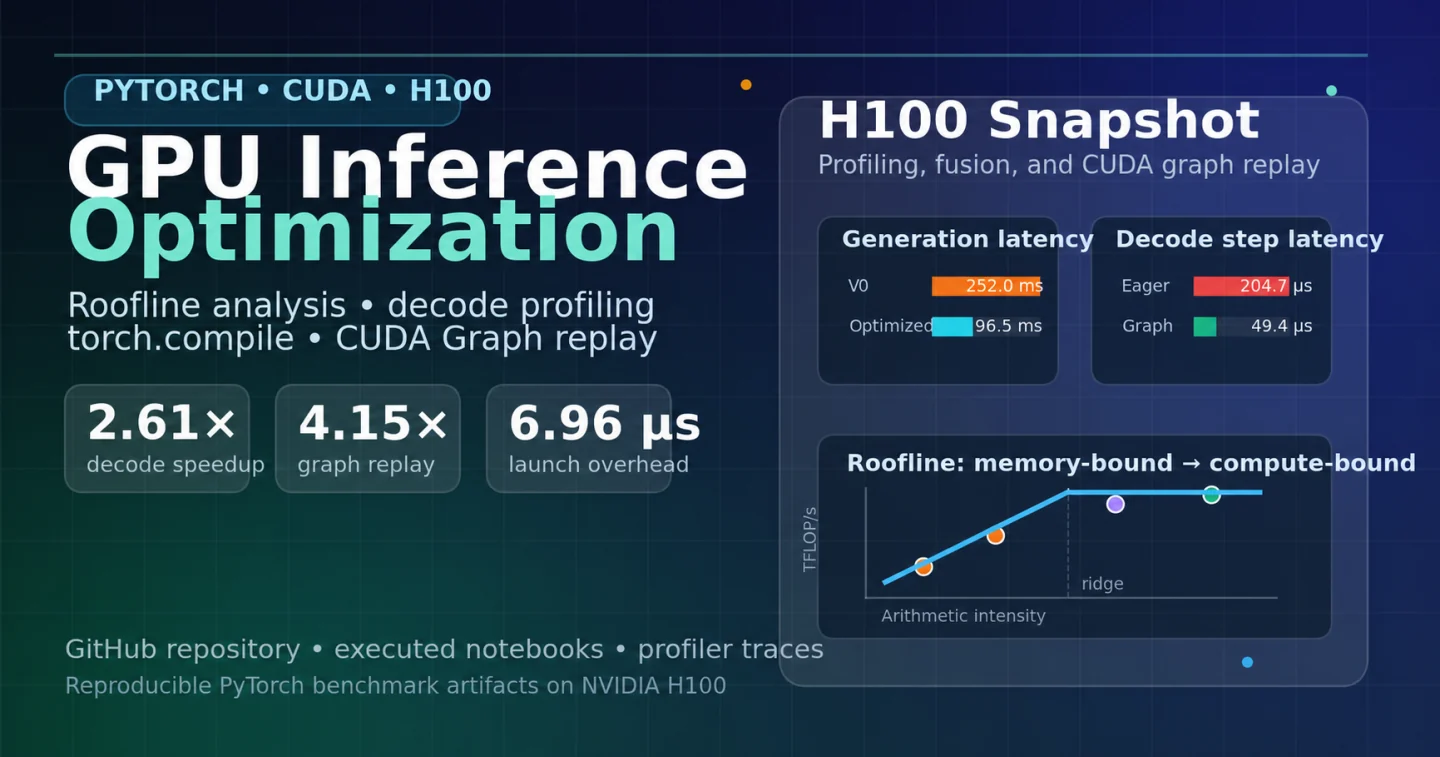 PYTORCH • CUDA • H100
GPU Inference
Optimization
Roofline analysis • decode profiling
torch.compile • CUDA Graph replay
2.61×
decode speedup
4.15×
graph replay
6.96 µs
launch overhead
GitHub repository • executed notebooks • profiler traces
Reproducible PyTorch benchmark artifacts on NVIDIA H100
H100 Snapshot
Profiling, fusion, and CUDA graph replay
Generation latency
V0 252.0 ms
Optimized 96.5 ms
Decode step latency
Eager 204.7 µs
Graph 49.4 µs
Roofline: memory-bound → compute-bound
TFLOP/s
ridge
Arithmetic intensity